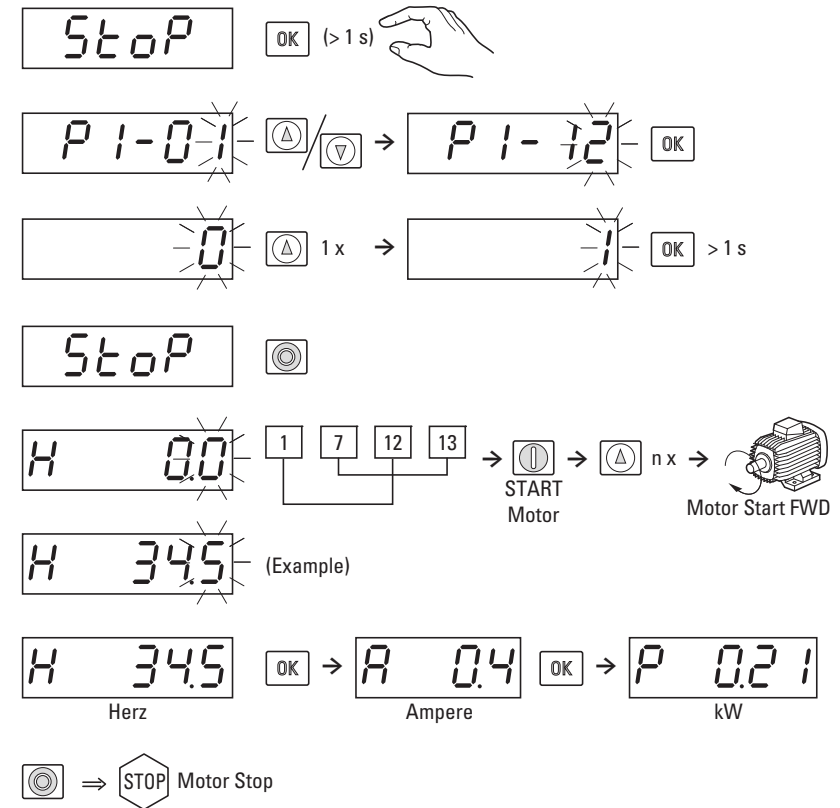 StoP OK (> 1 s)
P1-01 / → P1-12 OK
0 1 x → 1 OK > 1 s
StoP
H 0.0 1 7 12 13 → → n x →
START
Motor
Motor Start FWD
H 34.5 (Example)
H 34.5 OK → A 0.4 OK → P 0.21
Herz Ampere kW
⇒ STOP Motor Stop